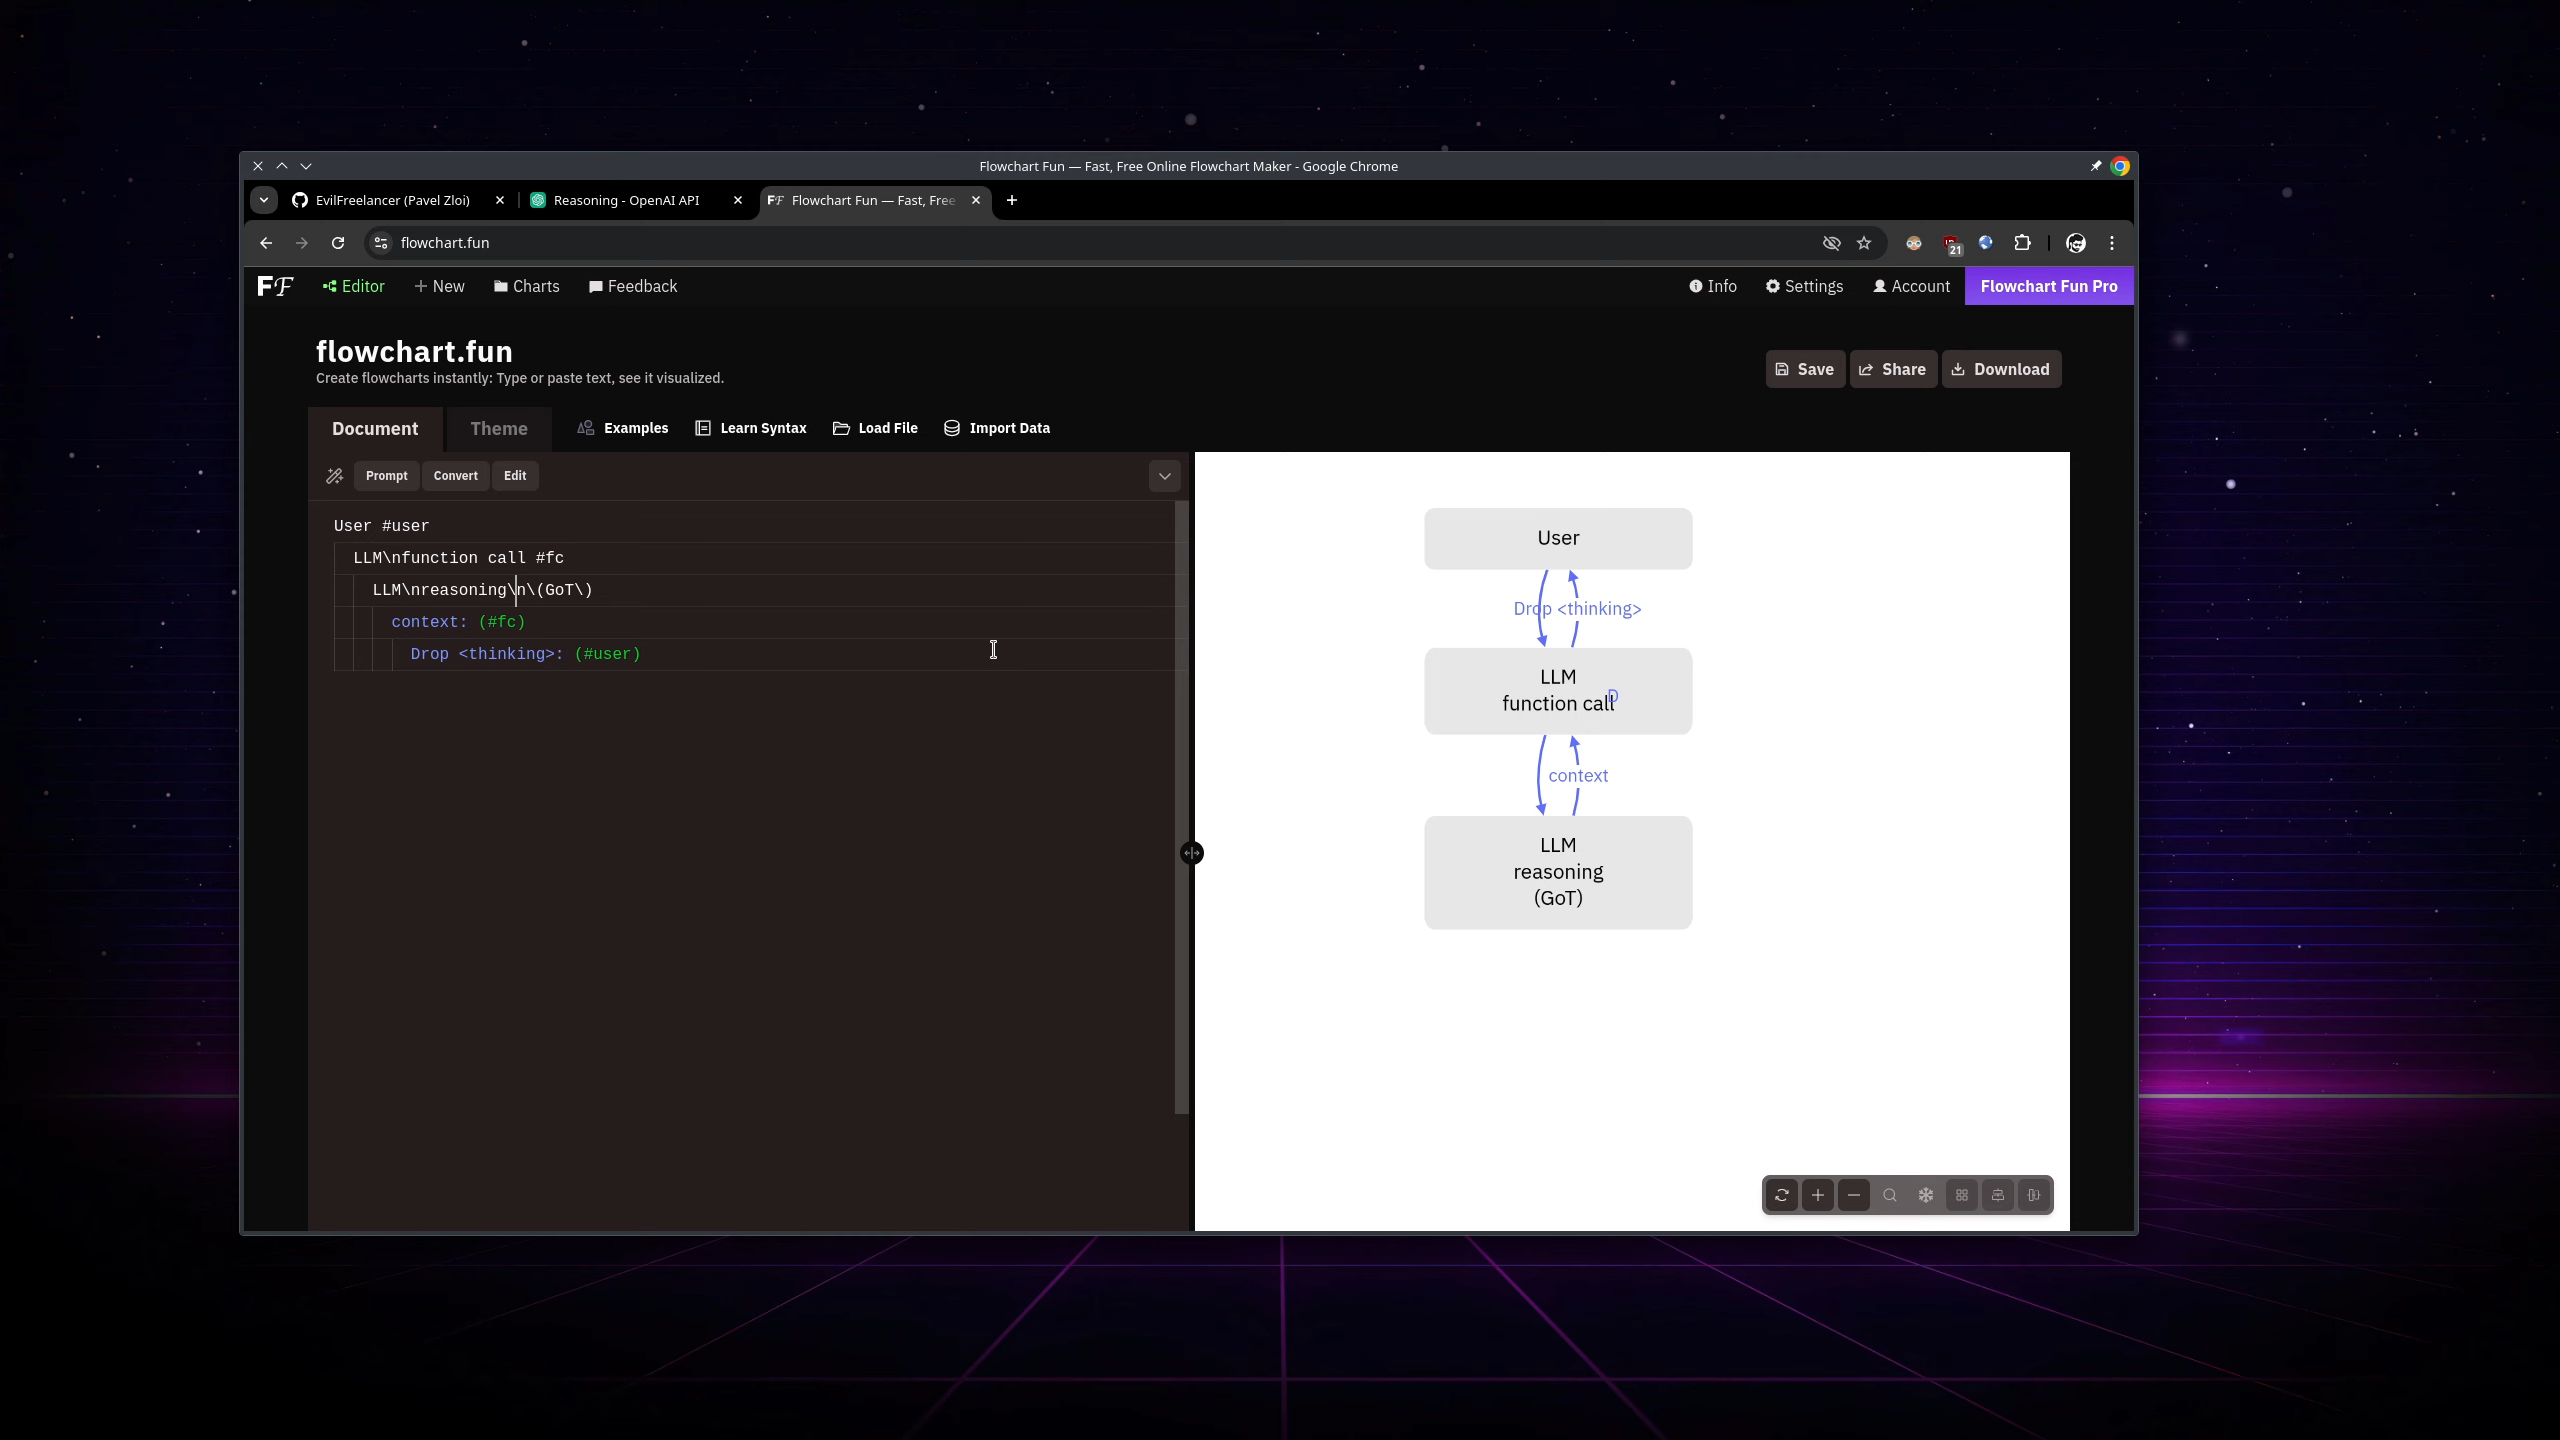 Flowchart Fun — Fast, Free Online Flowchart Maker - Google Chrome
EvilFreelancer (Pavel Zloi)
Reasoning - OpenAI API
FF Flowchart Fun — Fast, Free
flowchart.fun
21
FF
Editor
New
Charts
Feedback
Info
Settings
Account
Flowchart Fun Pro
flowchart.fun
Create flowcharts instantly: Type or paste text, see it visualized.
Save
Share
Download
Document
Theme
Examples
Learn Syntax
Load File
Import Data
Prompt
Convert
Edit
User #user
LLM\nfunction call #fc
LLM\nreasoning\n\(GoT\)
context: (#fc)
Drop <thinking>: (#user)
User
Drop <thinking>
LLM
function call
D
context
LLM
reasoning
(GoT)